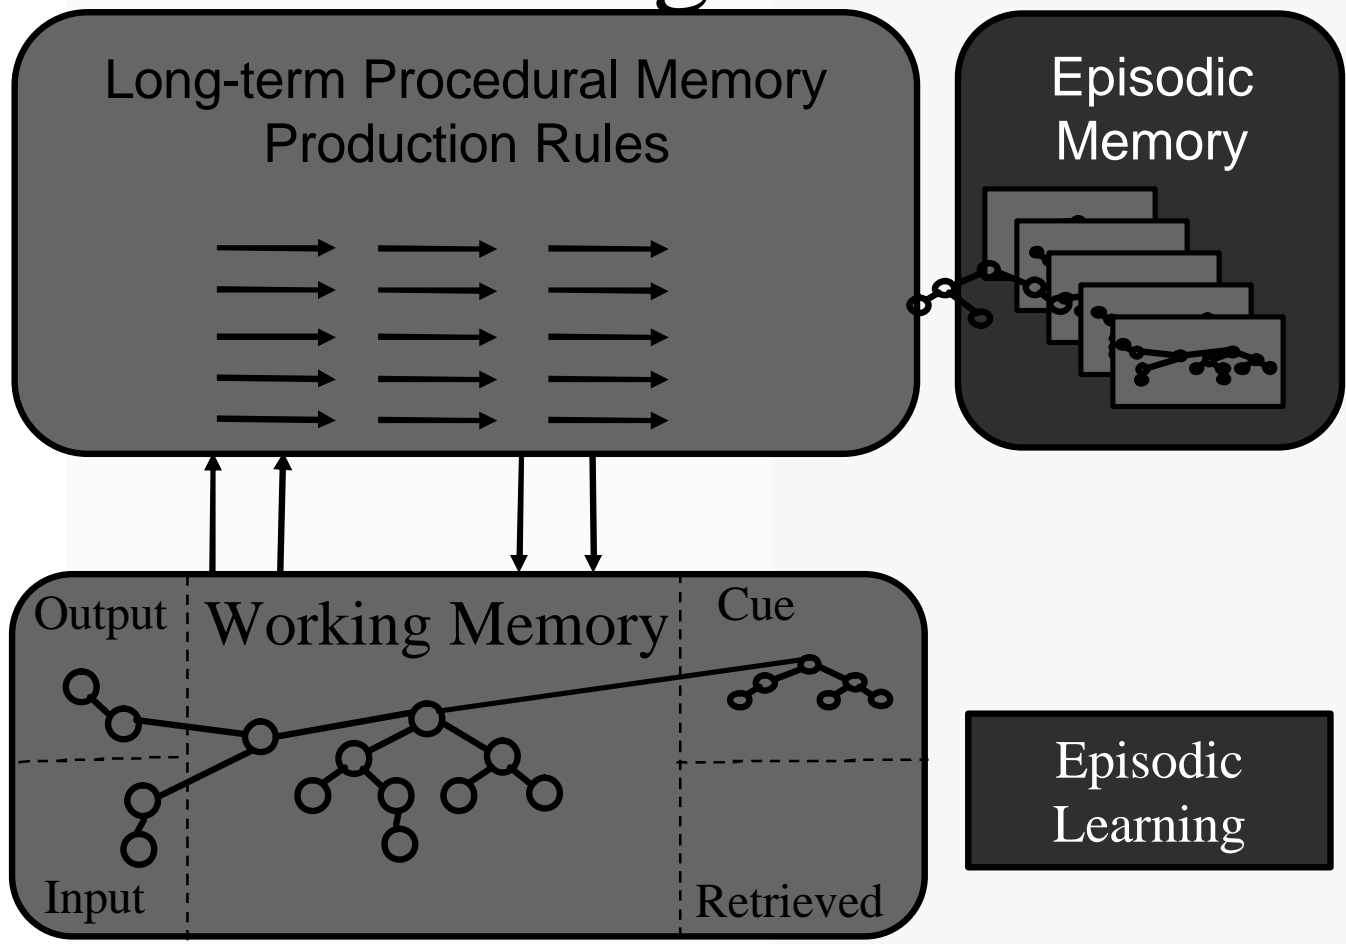 Long-term Procedural Memory
Production Rules
Episodic
Memory
Output
Working Memory
Cue
Episodic
Learning
Input
Retrieved